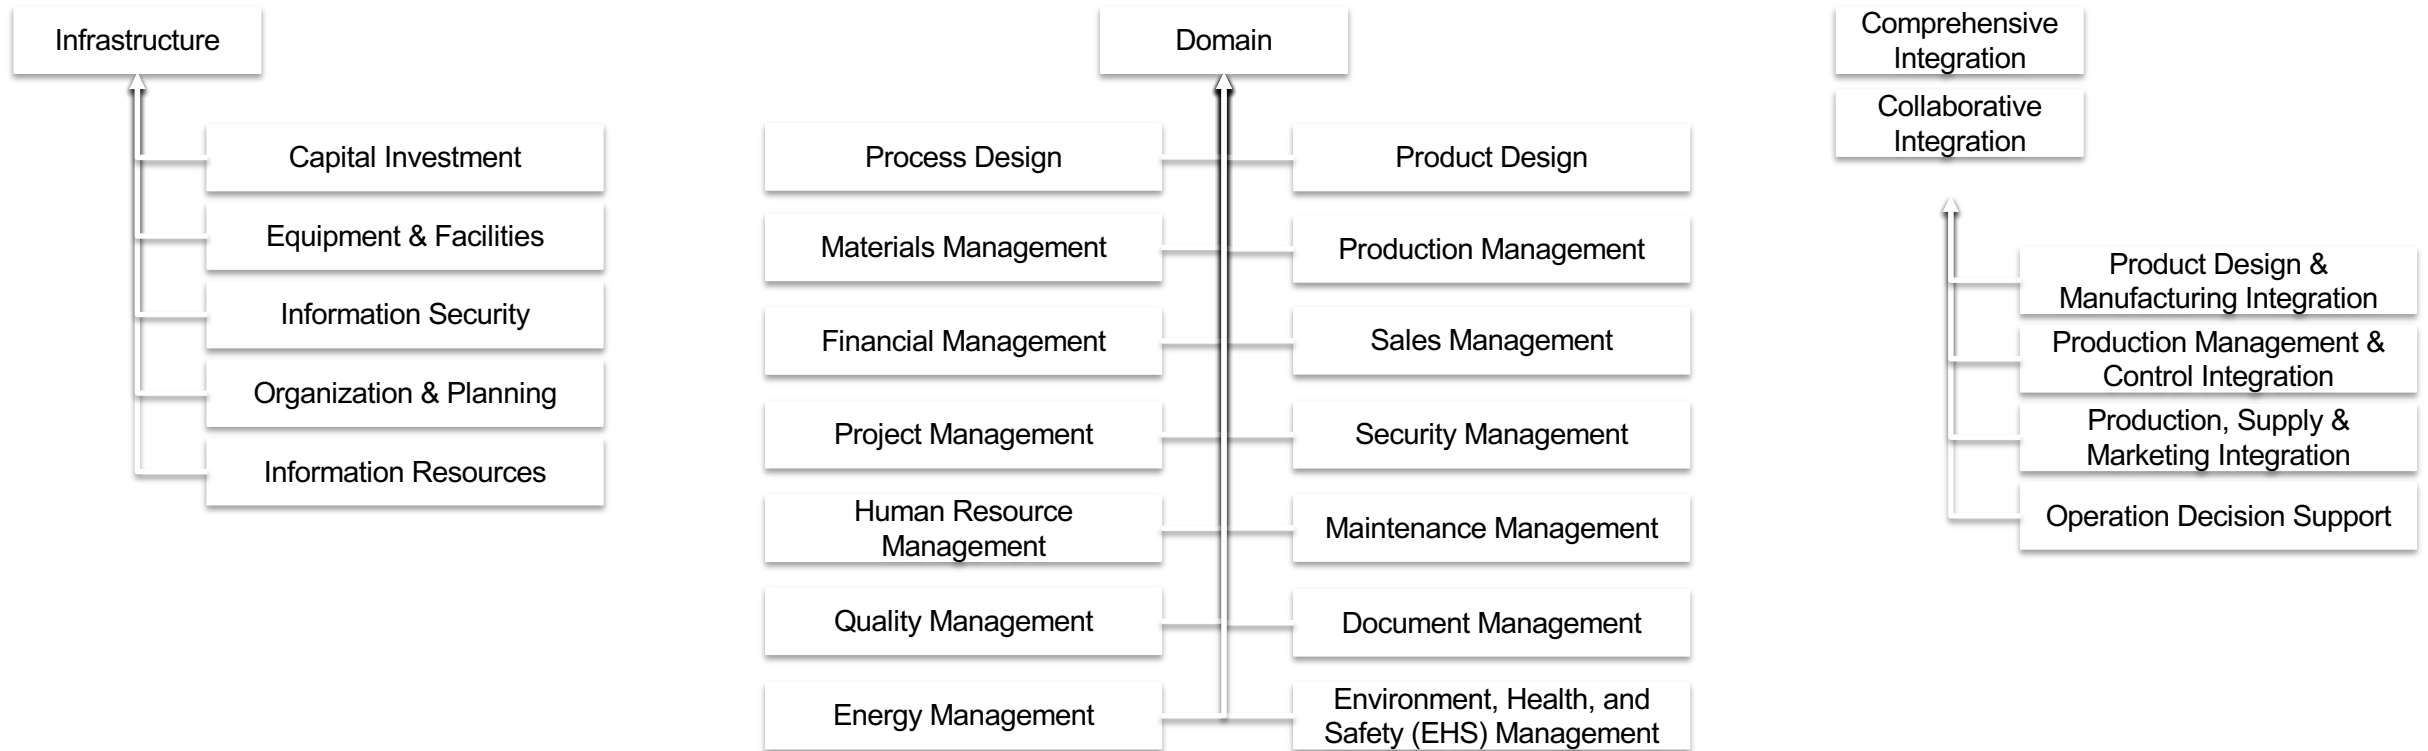 Infrastructure
Capital Investment
Equipment & Facilities
Information Security
Organization & Planning
Information Resources
Domain
Process Design
Product Design
Materials Management
Production Management
Financial Management
Sales Management
Project Management
Security Management
Human Resource
Management
Maintenance Management
Quality Management
Document Management
Energy Management
Environment, Health, and
Safety (EHS) Management
Comprehensive
Integration
Collaborative
Integration
Product Design &
Manufacturing Integration
Production Management &
Control Integration
Production, Supply &
Marketing Integration
Operation Decision Support